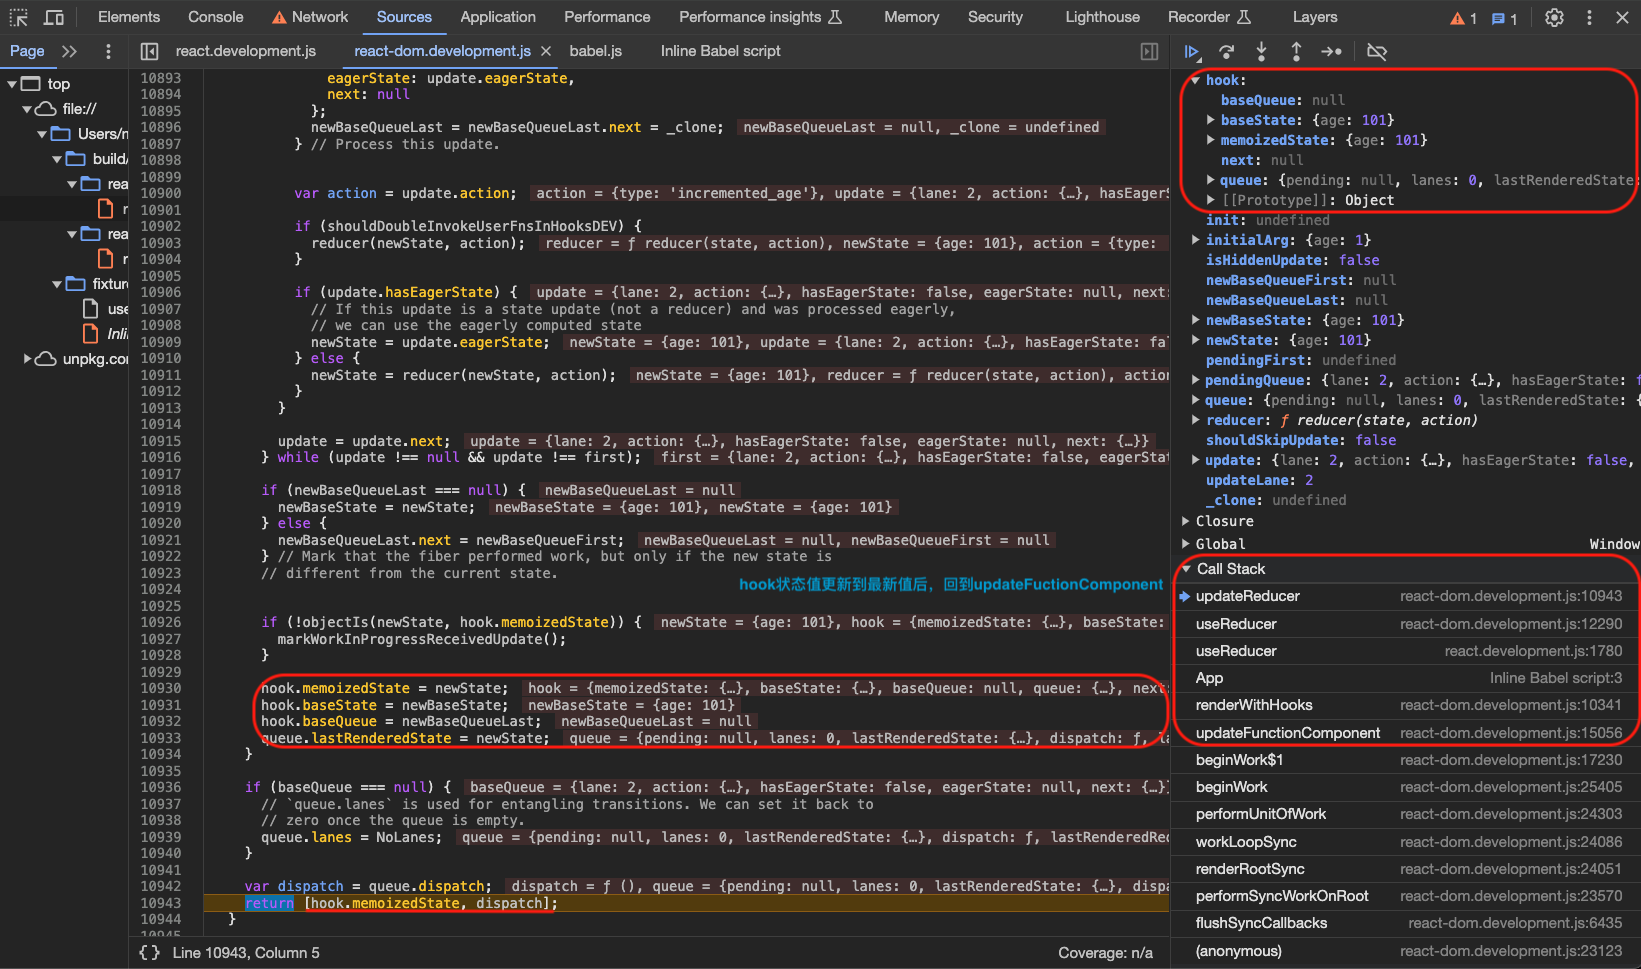 Elements Console Network Sources Application Performance Performance insights Memory Security Lighthouse Recorder Layers 1 1
Page react.development.js react-dom.development.js babel.js Inline Babel script
top
file://
Users/n
build/
rea
r
rea
r
fixture
use
Inli
unpkg.com
10893 eagerState: update.eagerState,
10894 next: null
10895 };
10896 newBaseQueueLast = newBaseQueueLast.next = _clone; newBaseQueueLast = null, _clone = undefined
10897 } // Process this update.
10898
10899
10900 var action = update.action; action = {type: 'incremented_age'}, update = {lane: 2, action: {…}, hasEagerS
10901
10902 if (shouldDoubleInvokeUserFnsInHooksDEV) {
10903 reducer(newState, action); reducer = ƒ reducer(state, action), newState = {age: 101}, action = {type:
10904 }
10905
10906 if (update.hasEagerState) { update = {lane: 2, action: {…}, hasEagerState: false, eagerState: null, next:
10907 // If this update is a state update (not a reducer) and was processed eagerly,
10908 // we can use the eagerly computed state
10909 newState = update.eagerState; newState = {age: 101}, update = {lane: 2, action: {…}, hasEagerState: fal
10910 } else {
10911 newState = reducer(newState, action); newState = {age: 101}, reducer = ƒ reducer(state, action), action
10912 }
10913 }
10914
10915 update = update.next; update = {lane: 2, action: {…}, hasEagerState: false, eagerState: null, next: {…}}
10916 } while (update !== null && update !== first); first = {lane: 2, action: {…}, hasEagerState: false, eagerStat
10917
10918 if (newBaseQueueLast === null) { newBaseQueueLast = null
10919 newBaseState = newState; newBaseState = {age: 101}, newState = {age: 101}
10920 } else {
10921 newBaseQueueLast.next = newBaseQueueFirst; newBaseQueueLast = null, newBaseQueueFirst = null
10922 } // Mark that the fiber performed work, but only if the new state is
10923 // different from the current state.
10924 hook状态值更新到最新值后，回到updateFuctionComponent
10925
10926 if (!objectIs(newState, hook.memoizedState)) { newState = {age: 101}, hook = {memoizedState: {…}, baseState:
10927 markWorkInProgressReceivedUpdate();
10928 }
10929
10930 hook.memoizedState = newState; hook = {memoizedState: {…}, baseState: {…}, baseQueue: null, queue: {…}, next:
10931 hook.baseState = newBaseState; newBaseState = {age: 101}
10932 hook.baseQueue = newBaseQueueLast; newBaseQueueLast = null
10933 queue.lastRenderedState = newState; queue = {pending: null, lanes: 0, lastRenderedState: {…}, dispatch: ƒ, la
10934 }
10935
10936 if (baseQueue === null) { baseQueue = {lane: 2, action: {…}, hasEagerState: false, eagerState: null, next: {…}}
10937 // `queue.lanes` is used for entangling transitions. We can set it back to
10938 // zero once the queue is empty.
10939 queue.lanes = NoLanes; queue = {pending: null, lanes: 0, lastRenderedState: {…}, dispatch: ƒ, lastRenderedRed
10940 }
10941
10942 var dispatch = queue.dispatch; dispatch = ƒ (), queue = {pending: null, lanes: 0, lastRenderedState: {…}, dispa
10943 return [hook.memoizedState, dispatch];
10944 }
10945
{} Line 10943, Column 5 Coverage: n/a
hook:
baseQueue: null
baseState: {age: 101}
memoizedState: {age: 101}
next: null
queue: {pending: null, lanes: 0, lastRenderedState:
[[Prototype]]: Object
init: undefined
initialArg: {age: 1}
isHiddenUpdate: false
newBaseQueueFirst: null
newBaseQueueLast: null
newBaseState: {age: 101}
newState: {age: 101}
pendingFirst: undefined
pendingQueue: {lane: 2, action: {…}, hasEagerState: f
queue: {pending: null, lanes: 0, lastRenderedState: {
reducer: ƒ reducer(state, action)
shouldSkipUpdate: false
update: {lane: 2, action: {…}, hasEagerState: false,
updateLane: 2
_clone: undefined
Closure
Global Window
Call Stack
updateReducer react-dom.development.js:10943
useReducer react-dom.development.js:12290
useReducer react.development.js:1780
App Inline Babel script:3
renderWithHooks react-dom.development.js:10341
updateFunctionComponent react-dom.development.js:15056
beginWork$1 react-dom.development.js:17230
beginWork react-dom.development.js:25405
performUnitOfWork react-dom.development.js:24303
workLoopSync react-dom.development.js:24086
renderRootSync react-dom.development.js:24051
performSyncWorkOnRoot react-dom.development.js:23570
flushSyncCallbacks react-dom.development.js:6435
(anonymous) react-dom.development.js:23123